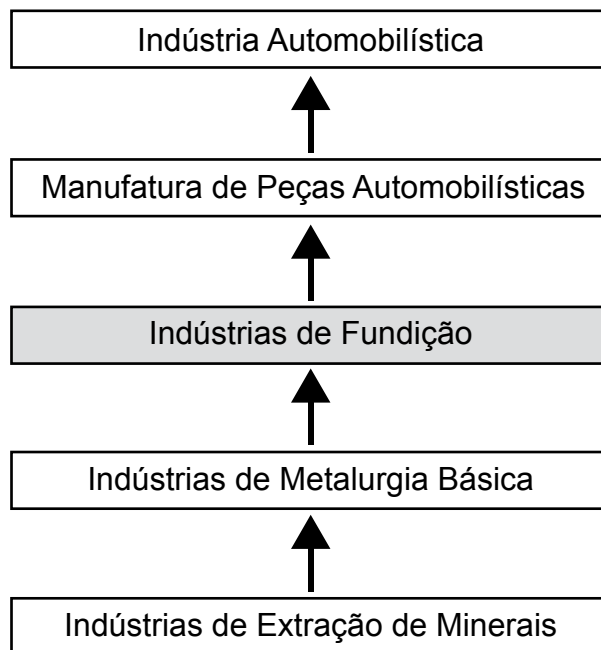 Indústria Automobilística
Manufatura de Peças Automobilísticas
Indústrias de Fundição
Indústrias de Metalurgia Básica
Indústrias de Extração de Minerais